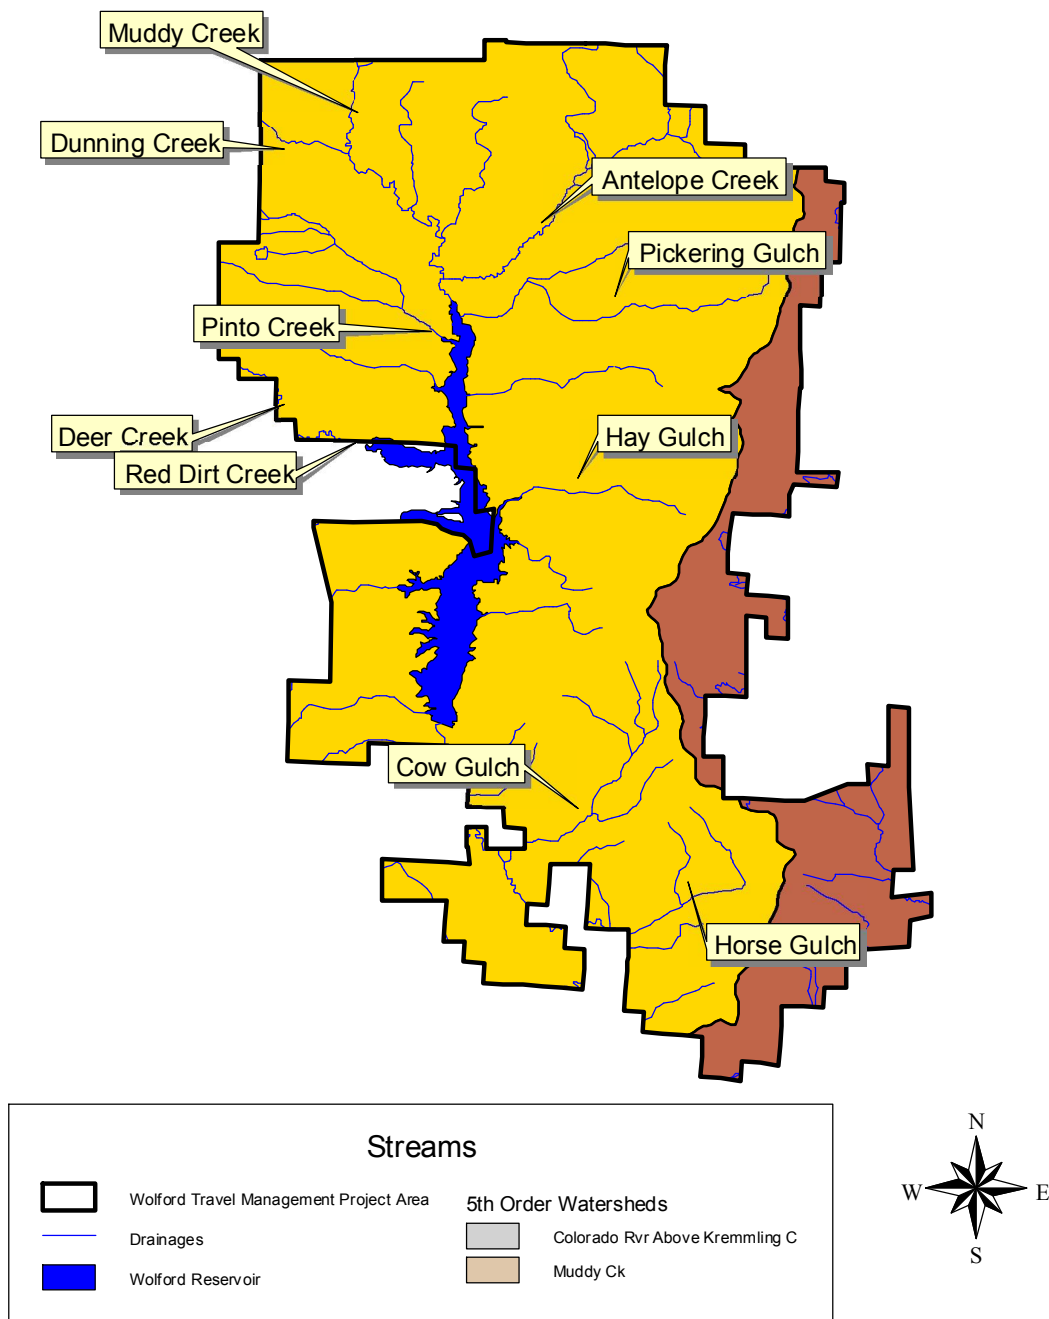 Muddy Creek
Dunning Creek
Antelope Creek
Pickering Gulch
Pinto Creek
Deer Creek
Hay Gulch
Red Dirt Creek
Cow Gulch
Horse Gulch
Streams
Wolford Travel Management Project Area
Drainages
Wolford Reservoir
5th Order Watersheds
Colorado Rvr Above Kremmling C
Muddy Ck
N
W
E
S